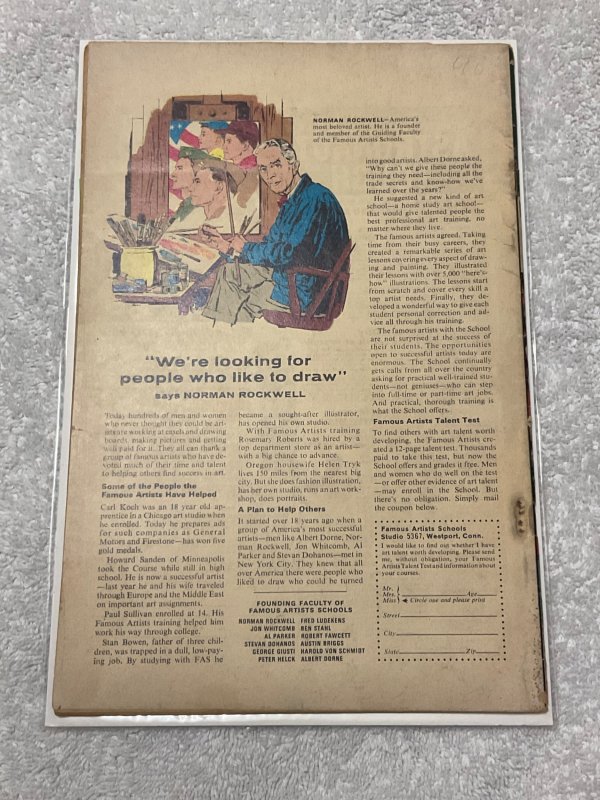 NORMAN ROCKWELL—America's
most beloved artist. He is a founder
and member of the Guiding Faculty
of the Famous Artists Schools.
"We're looking for
people who like to draw"
says NORMAN ROCKWELL
Today hundreds of men and women
who never thought they could be art-
ists are working at easels and drawing
boards, making pictures and getting
well paid for it. They all can thank a
group of famous artists who have de-
voted much of their time and talent
to helping others find success in art.
Some of the People the
Famous Artists Have Helped
Carl Koch was an 18 year old ap-
prentice in a Chicago art studio when
he enrolled. Today he prepares ads
for such companies as General
Motors and Firestone—has won five
gold medals.
Howard Sanden of Minneapolis
took the Course while still in high
school. He is now a successful artist
—last year he and his wife traveled
through Europe and the Middle East
on important art assignments.
Paul Sullivan enrolled at 14. His
Famous Artists training helped him
work his way through college.
Stan Bowen, father of three chil-
dren, was trapped in a dull, low-pay-
ing job. By studying with FAS he
became a sought-after illustrator,
has opened his own studio.
With Famous Artists training
Rosemary Roberts was hired by a
top department store as an artist—
with a big chance to advance.
Oregon housewife Helen Tryk
lives 150 miles from the nearest big
city. But she does fashion illustration,
has her own studio, runs an art work-
shop, does portraits.
A Plan to Help Others
It started over 18 years ago when a
group of America's most successful
artists—men like Albert Dorne, Nor-
man Rockwell, Jon Whitcomb, Al
Parker and Stevan Dohanos—met in
New York City. They knew that all
over America there were people who
liked to draw who could be turned
into good artists. Albert Dorne asked,
"Why can't we give these people the
training they need—including all the
trade secrets and know-how we've
learned over the years?"
He suggested a new kind of art
school—a home study art school—
that would give talented people the
best professional art training, no
matter where they live.
The famous artists agreed. Taking
time from their busy careers, they
created a remarkable series of art
lessons covering every aspect of draw-
ing and painting. They illustrated
their lessons with over 5,000 "here's-
how" illustrations. The lessons start
from scratch and cover every skill a
top artist needs. Finally, they de-
veloped a wonderful way to give each
student personal correction and ad-
vice all through his training.
The famous artists with the School
are not surprised at the success of
their students. The opportunities
open to successful artists today are
enormous. The School continually
gets calls from all over the country
asking for practical well-trained stu-
dents—not geniuses—who can step
into full-time or part-time art jobs.
And practical, thorough training is
what the School offers.
Famous Artists Talent Test
To find others with art talent worth
developing, the Famous Artists cre-
ated a 12-page talent test. Thousands
paid to take this test, but now the
School offers and grades it free. Men
and women who do well on the test
—or offer other evidence of art talent
—may enroll in the School. But
there's no obligation. Simply mail
the coupon below.
FOUNDING FACULTY OF
FAMOUS ARTISTS SCHOOLS
NORMAN ROCKWELL FRED LUDEKENS
JON WHITCOMB BEN STAHL
AL PARKER ROBERT FAWCETT
STEVAN DOHANOS AUSTIN BRIGGS
GEORGE GIUSTI HAROLD VON SCHMIDT
PETER HELCK ALBERT DORNE
Famous Artists Schools
Studio 5367, Westport, Conn.
I would like to find out whether I have
art talent worth developing. Please send
me, without obligation, your Famous
Artists Talent Test and information about
your courses.
Mr.
Mrs. Age
Miss Circle one and please print
Street
City
State Zip